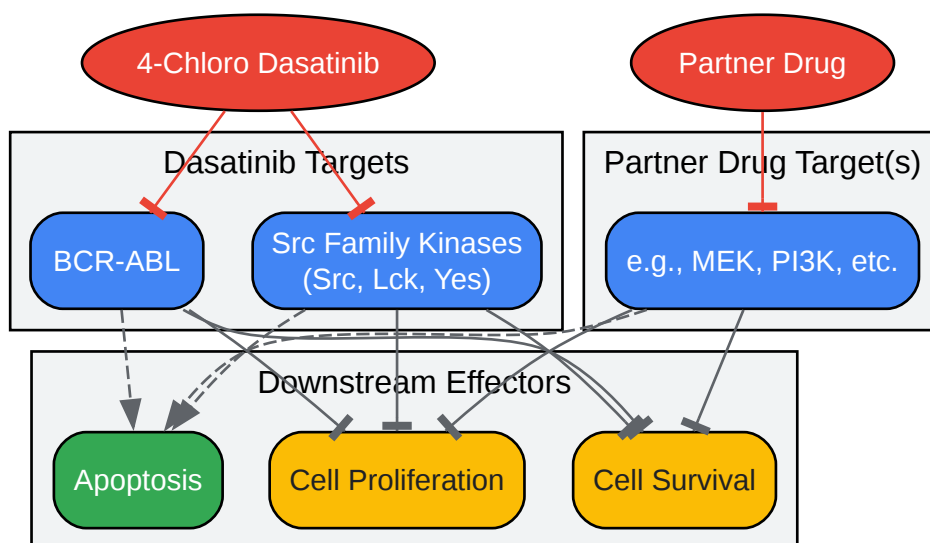 4-Chloro Dasatinib
Partner Drug
Dasatinib Targets
Partner Drug Target(s)
BCR-ABL
Src Family Kinases
(Src, Lck, Yes)
e.g., MEK, PI3K, etc.
Downstream Effectors
Apoptosis
Cell Proliferation
Cell Survival